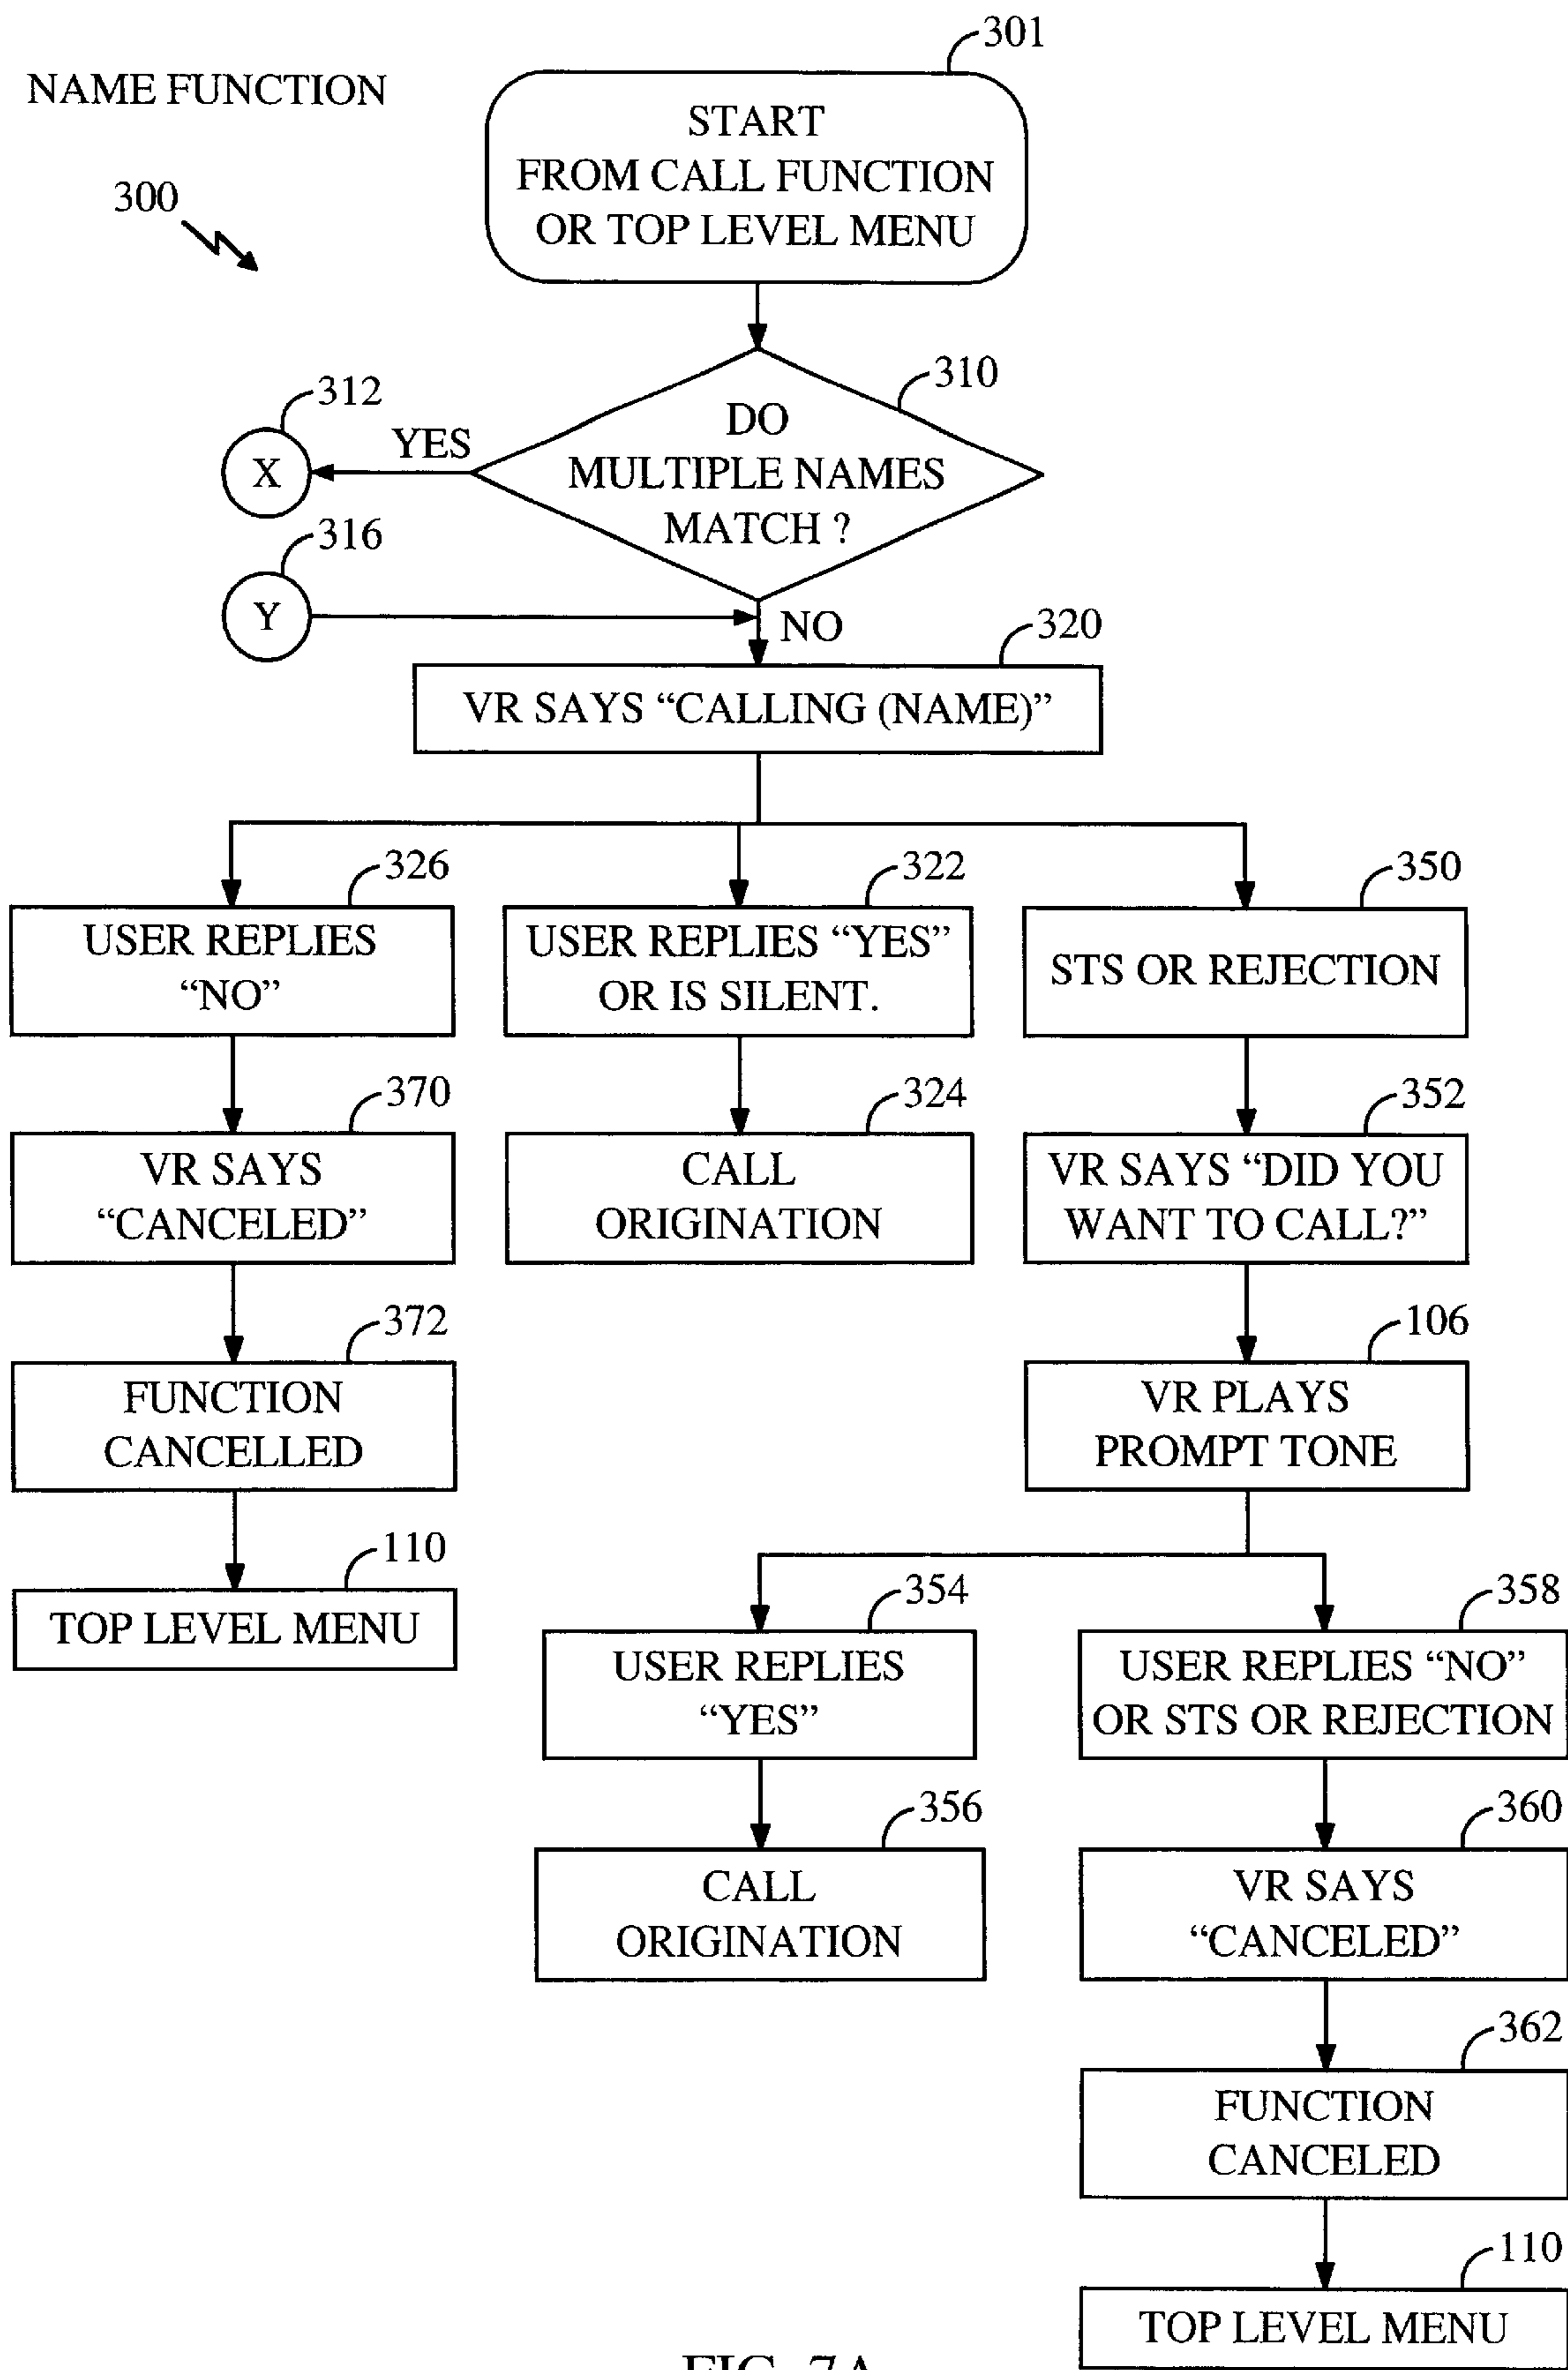 301
NAME FUNCTION
START
FROM CALL FUNCTION
OR TOP LEVEL MENU
300
310
312
DO
MULTIPLE NAMES
MATCH ?
YES
X
316
Y
NO
320
VR SAYS “CALLING (NAME)”
326
322
350
USER REPLIES
“NO”
USER REPLIES “YES”
OR IS SILENT.
STS OR REJECTION
370
324
352
VR SAYS
“CANCELED”
CALL
ORIGINATION
VR SAYS “DID YOU
WANT TO CALL?”
372
106
FUNCTION
CANCELLED
VR PLAYS
PROMPT TONE
110
TOP LEVEL MENU
354
358
USER REPLIES
“YES”
USER REPLIES “NO”
OR STS OR REJECTION
356
360
CALL
ORIGINATION
VR SAYS
“CANCELED”
362
FUNCTION
CANCELED
110
TOP LEVEL MENU
FIG. 7A